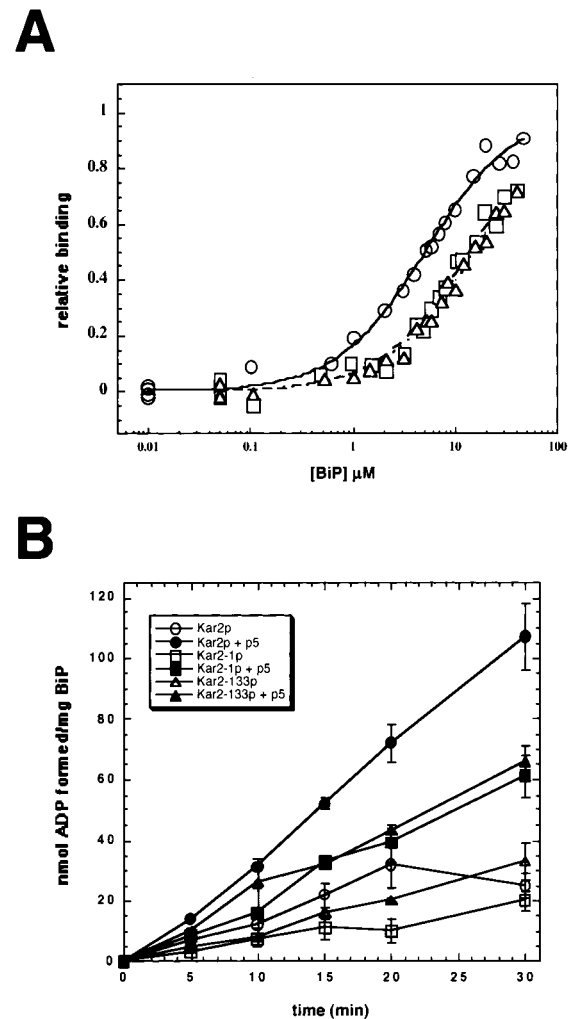 A
relative binding
1
0.8
0.6
0.4
0.2
0
0.01
0.1
1
10
100
[BiP] μM
B
nmol ADP formed/mg BiP
120
100
80
60
40
20
0
Kar2p
Kar2p + p5
Kar2-1p
Kar2-1p + p5
Kar2-133p
Kar2-133p + p5
0
5
10
15
20
25
30
time (min)